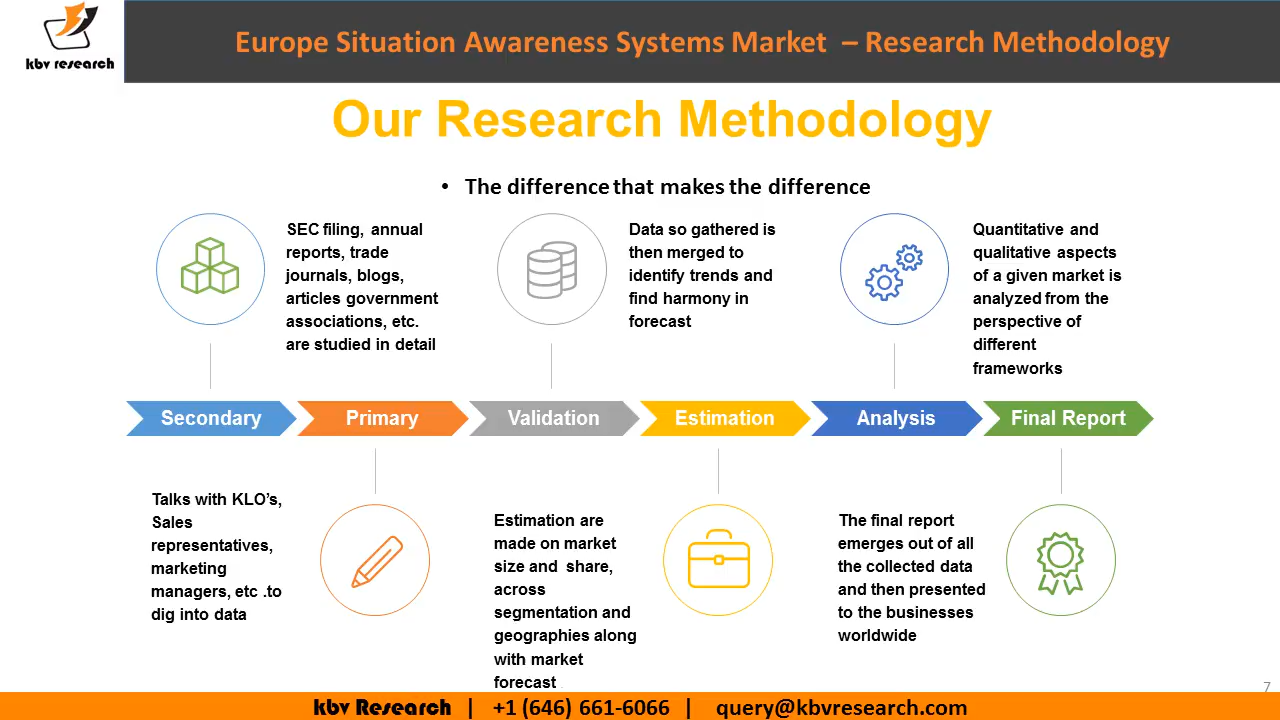 kbv research
Europe Situation Awareness Systems Market – Research Methodology
Our Research Methodology
• The difference that makes the difference
SEC filing, annual
reports, trade
journals, blogs,
articles government
associations, etc.
are studied in detail
Data so gathered is
then merged to
identify trends and
find harmony in
forecast
Quantitative and
qualitative aspects
of a given market is
analyzed from the
perspective of
different
frameworks
Secondary
Primary
Validation
Estimation
Analysis
Final Report
Talks with KLO’s,
Sales
representatives,
marketing
managers, etc .to
dig into data
Estimation are
made on market
size and share,
across
segmentation and
geographies along
with market
forecast .
The final report
emerges out of all
the collected data
and then presented
to the businesses
worldwide
7
kbv Research | +1 (646) 661-6066 | query@kbvresearch.com